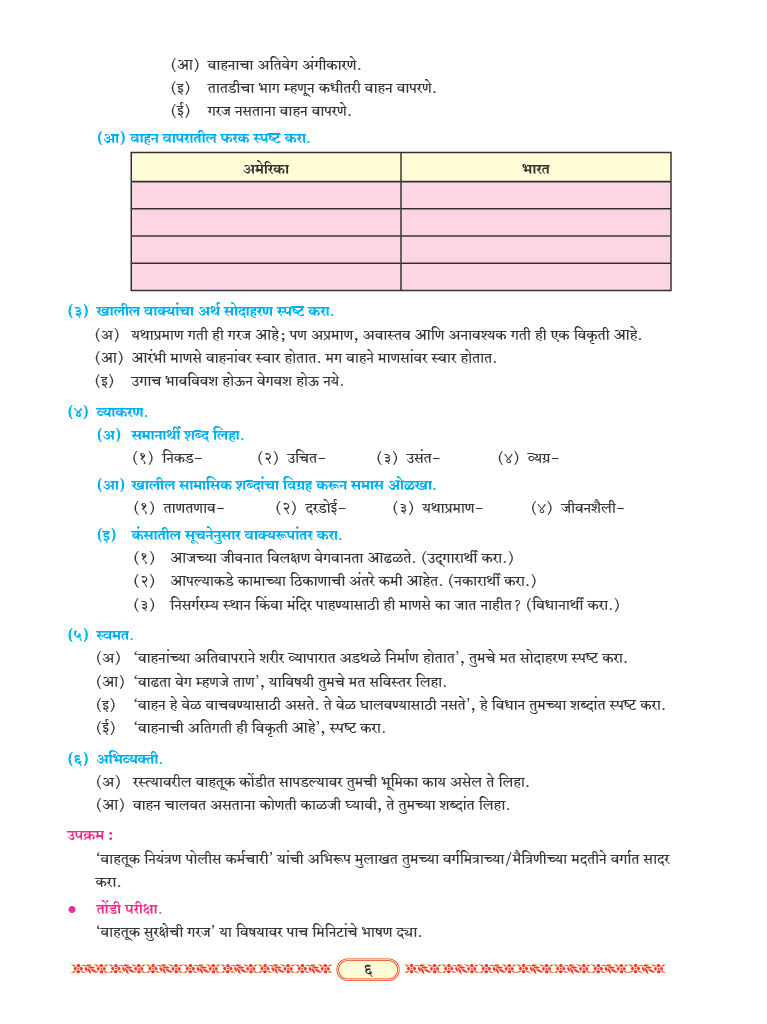 (आ) वाहनाचा अतिवेग अंगीकारणे.
(इ) तातडीचा भाग म्हणून कधीतरी वाहन वापरणे.
(ई) गरज नसताना वाहन वापरणे.
(आ) वाहन वापरातील फरक स्पष्ट करा.
अमेरिका भारत
(३) खालील वाक्यांचा अर्थ सोदाहरण स्पष्ट करा.
(अ) यथाप्रमाण गती ही गरज आहे; पण अप्रमाण, अवास्तव आणि अनावश्यक गती ही एक विकृती आहे.
(आ) आरंभी माणसे वाहनांवर स्वार होतात. मग वाहने माणसांवर स्वार होतात.
(इ) उगाच भावविवश होऊन वेगवश होऊ नये.
(४) व्याकरण.
(अ) समानार्थी शब्द लिहा.
(१) निकड– (२) उचित– (३) उसंत– (४) व्यग्र–
(आ) खालील सामासिक शब्दांचा विग्रह करून समास ओळखा.
(१) ताणतणाव– (२) दरडोई– (३) यथाप्रमाण– (४) जीवनशैली–
(इ) कंसातील सूचनेनुसार वाक्यरूपांतर करा.
(१) आजच्या जीवनात विलक्षण वेगवानता आढळते. (उद्‌गारार्थी करा.)
(२) आपल्याकडे कामाच्या ठिकाणाची अंतरे कमी आहेत. (नकारार्थी करा.)
(३) निसर्गरम्य स्थान किंवा मंदिर पाहण्यासाठी ही माणसे का जात नाहीत? (विधानार्थी करा.)
(५) स्वमत.
(अ) ‘वाहनांच्या अतिवापराने शरीर व्यापारात अडथळे निर्माण होतात’, तुमचे मत सोदाहरण स्पष्ट करा.
(आ) ‘वाढता वेग म्हणजे ताण’, याविषयी तुमचे मत सविस्तर लिहा.
(इ) ‘वाहन हे वेळ वाचवण्यासाठी असते. ते वेळ घालवण्यासाठी नसते’, हे विधान तुमच्या शब्दांत स्पष्ट करा.
(ई) ‘वाहनाची अतिगती ही विकृती आहे’, स्पष्ट करा.
(६) अभिव्यक्ती.
(अ) रस्त्यावरील वाहतूक कोंडीत सापडल्यावर तुमची भूमिका काय असेल ते लिहा.
(आ) वाहन चालवत असताना कोणती काळजी घ्यावी, ते तुमच्या शब्दांत लिहा.
उपक्रम :
‘वाहतूक नियंत्रण पोलीस कर्मचारी’ यांची अभिरूप मुलाखत तुमच्या वर्गमित्राच्या/मैत्रिणीच्या मदतीने वर्गात सादर
करा.
● तोंडी परीक्षा.
‘वाहतूक सुरक्षेची गरज’ या विषयावर पाच मिनिटांचे भाषण द्या.
६